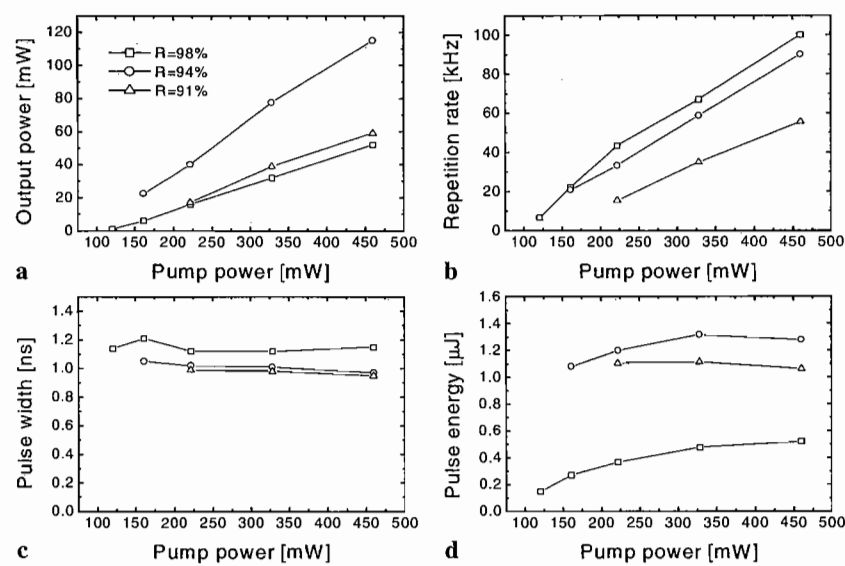 120
100
80
60
40
20
0
Output power [mW]
R=98%
R=94%
R=91%
100 150 200 250 300 350 400 450 500
a
Pump power [mW]
100
80
60
40
20
0
Repetition rate [kHz]
100 150 200 250 300 350 400 450 500
b
Pump power [mW]
1.4
1.2
1.0
0.8
0.6
0.4
0.2
0.0
Pulse width [ns]
100 150 200 250 300 350 400 450 500
c
Pump power [mW]
1.6
1.4
1.2
1.0
0.8
0.6
0.4
0.2
0.0
Pulse energy [μJ]
100 150 200 250 300 350 400 450 500
d
Pump power [mW]